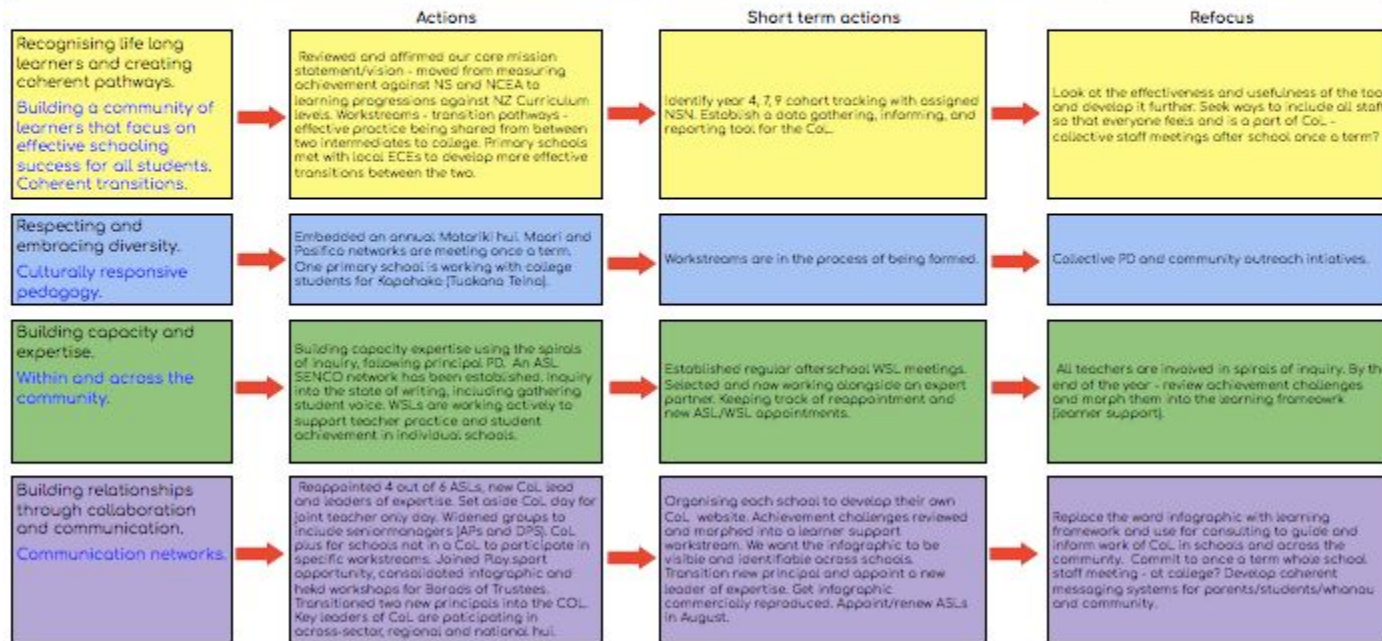 Actions
Short term actions
Refocus
Recognising life long
learners and creating
coherent pathways.
Building a community of
learners that focus on
effective schooling
success for all students.
Coherent transitions.
Reviewed and affirmed our core mission
statement/vision - moved from measuring
achievement against NS and NCEA to
learning progressions against NZ Curriculum
levels. Workstreams - transition pathways -
effective practice being shared from between
two intermediates to college. Primary schools
met with local ECEs to develop more effective
transitions between the two.
Identify year 4, 7, 9 cohort tracking with assigned
NSN. Establish a data gathering, informing, and
reporting tool for the CoL.
Look at the effectiveness and usefulness of the too
and develop it further. Seek ways to include all staff
so that everyone feels and is a part of CoL -
collective staff meetings after school once a term?
Respecting and
embracing diversity.
Culturally responsive
pedagogy.
Embedded an annual Matariki hui. Maori and
Pasifica networks are meeting once a term.
One primary school is working with college
students for Kapahaka (Tuakana Teina).
Workstreams are in the process of being formed.
Collective PD and community outreach intiatives.
Building capacity and
expertise.
Within and across the
community.
Building capacity expertise using the spirals
of inquiry, following principal PD. An ASL
SENCO network has been established. Inquiry
into the state of writing, including gathering
student voice. WSLs are working actively to
support teacher practice and student
achievement in individual schools.
Established regular afterschool WSL meetings.
Selected and now working alongside an expert
partner. Keeping track of reappointment and
new ASL/WSL appointments.
All teachers are involved in spirals of inquiry. By the
end of the year - review achievement challenges
and morph them into the learning frameowrk
(learner support).
Building relationships
through collaboration
and communication.
Communication networks.
Reappointed 4 out of 6 ASLs, new CoL lead
and leaders of expertise. Set aside CoL day for
joint teacher only day. Widened groups to
include seniormanagers (APs and DPS). CoL
plus for schools not in a CoL to participate in
specific workstreams. Joined Play.sport
opportunity, consolidated infographic and
hekd workshops for Borads of Trustees.
Transitioned two new principals into the COL.
Key leaders of CoL are paticipating in
across-sector, regional and national hui.
Organising each school to develop their own
CoL website. Achievement challenges reviewed
and morphed into a learner support
workstream. We want the infographic to be
visible and identifiable across schools.
Transition new principal and appoint a new
leader of expertise. Get infographic
commercially reproduced. Appoint/renew ASLs
in August.
Replace the word infographic with learning
framework and use for consulting to guide and
inform work of CoL in schools and across the
community. Commit to once a term whole school
staff meeting - at college? Develop coherent
messaging systems for parents/students/whanau
and community.